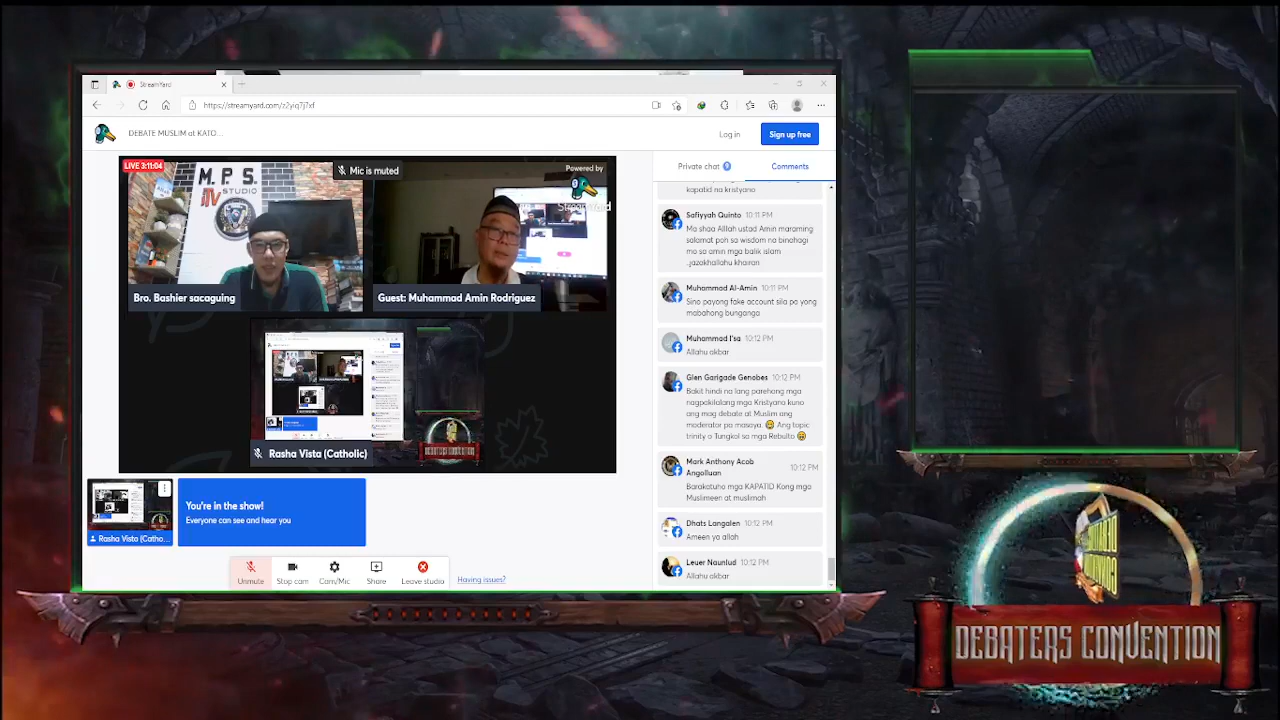 StreamYard
https://streamyard.com/z2yiq7j7xf
DEBATE MUSLIM at KATO...
Log in
Sign up free
LIVE 3:11:04
M.P.S.
TV
STUDIO
Mic is muted
Powered by
StreamYard
Bro. Bashier sacaguing
Guest: Muhammad Amin Rodriguez
Rasha Vista (Catholic)
Rasha Vista (Catho...
You're in the show!
Everyone can see and hear you
Unmute
Stop cam
Cam/Mic
Share
Leave studio
Having issues?
Private chat
Comments
kapatid na kristyano
Safiyyah Quinto 10:11 PM
Ma shaa Alllah ustad Amin maraming
salamat poh sa wisdom na binahagi
mo sa amin mga balik islam
..jazakhallahu khairan
Muhammad Al-Amin 10:11 PM
Sino payong fake account sila pa yong
mabahong bunganga
Muhammad I'sa 10:12 PM
Allahu akbar
Glen Garigade Genobes 10:12 PM
Bakit hindi na lang parehong mga
nagpakilalang mga Kristyano kuno
ang mag debate at Muslim ang
moderator pa masaya. Ang topic
trinity o Tungkol sa mga Rebulto
Mark Anthony Acob
Angolluan 10:12 PM
Barakatuho mga KAPATID Kong mga
Muslimeen at muslimah
Dhats Langalen 10:12 PM
Ameen ya allah
Leuer Naunlud 10:12 PM
Allahu akbar
DEBATERS CONVENTION